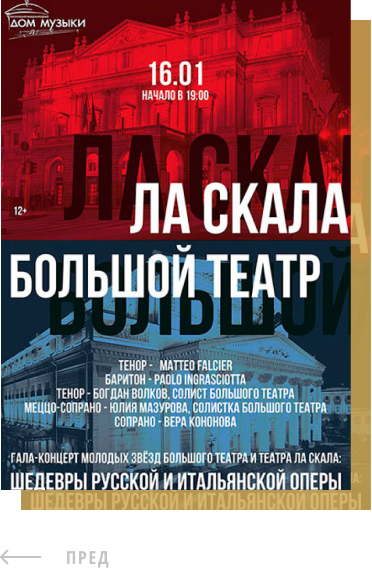 ДОМ МУЗЫКИ
16.01
НАЧАЛО В 19:00
ЛА СКАЛА
12+
ЛА СКАЛА
БОЛЬШОЙ ТЕАТР
БОЛЬШОЙ
ТЕНОР - MATTEO FALCIER
БАРИТОН - PAOLO INGRASCIOTTA
ТЕНОР - БОГДАН ВОЛКОВ, СОЛИСТ БОЛЬШОГО ТЕАТРА
МЕЦЦО-СОПРАНО - ЮЛИЯ МАЗУРОВА, СОЛИСТКА БОЛЬШОГО ТЕАТРА
СОПРАНО - ВЕРА КОНОНОВА
ГАЛА-КОНЦЕРТ МОЛОДЫХ ЗВЁЗД БОЛЬШОГО ТЕАТРА И ТЕАТРА ЛА СКАЛА:
ШЕДЕВРЫ РУССКОЙ И ИТАЛЬЯНСКОЙ ОПЕРЫ
ШЕДЕВРЫ РУССКОЙ И ИТАЛЬЯНСКОЙ ОПЕРЫ
ПРЕД